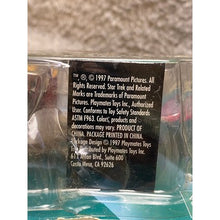 ™, ®, © 1997 Paramount Pictures. All
Rights Reserved. Star Trek and Related
Marks are Trademarks of Paramount
Pictures. Playmates Toys Inc., Authorized
User. Conforms to Toy Safety Standards
ASTM F963. Colors, product and
decorations may vary. PRODUCT OF
CHINA. PACKAGE PRINTED IN CHINA.
Package Design © 1997 Playmates Toys
Inc. Distributed by Playmates Toys Inc.
611 Anton Blvd., Suite 600
Costa Mesa, CA 92626